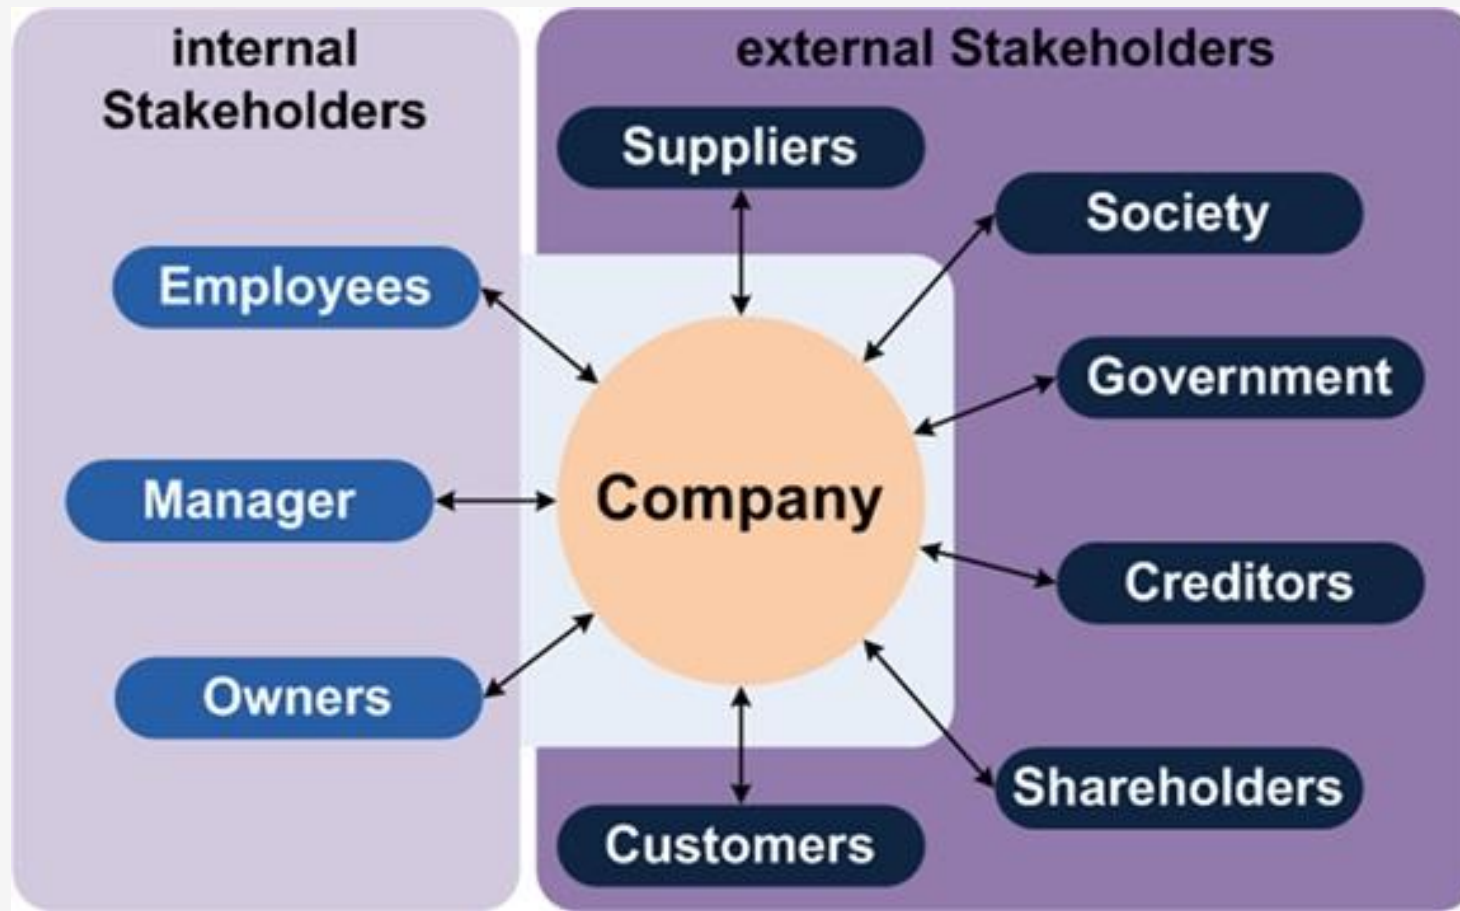 internal
Stakeholders
Employees
Manager
Owners
external Stakeholders
Suppliers
Society
Government
Company
Creditors
Shareholders
Customers